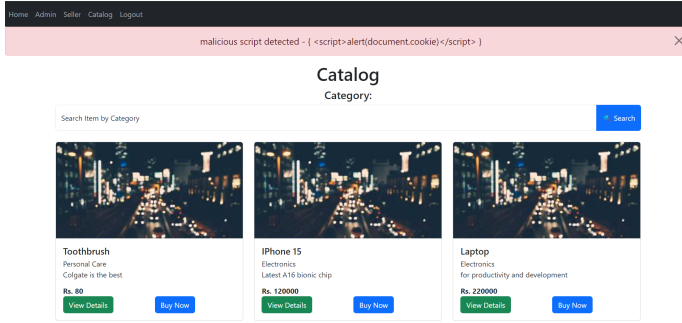 Home Admin Seller Catalog Logout
malicious script detected - { <script>alert(document.cookie)</script> }
Catalog
Category:
Search Item by Category
Search
Toothbrush
Personal Care
Colgate is the best
Rs. 80
View Details Buy Now
IPhone 15
Electronics
Latest A16 bionic chip
Rs. 120000
View Details Buy Now
Laptop
Electronics
for productivity and development
Rs. 220000
View Details Buy Now